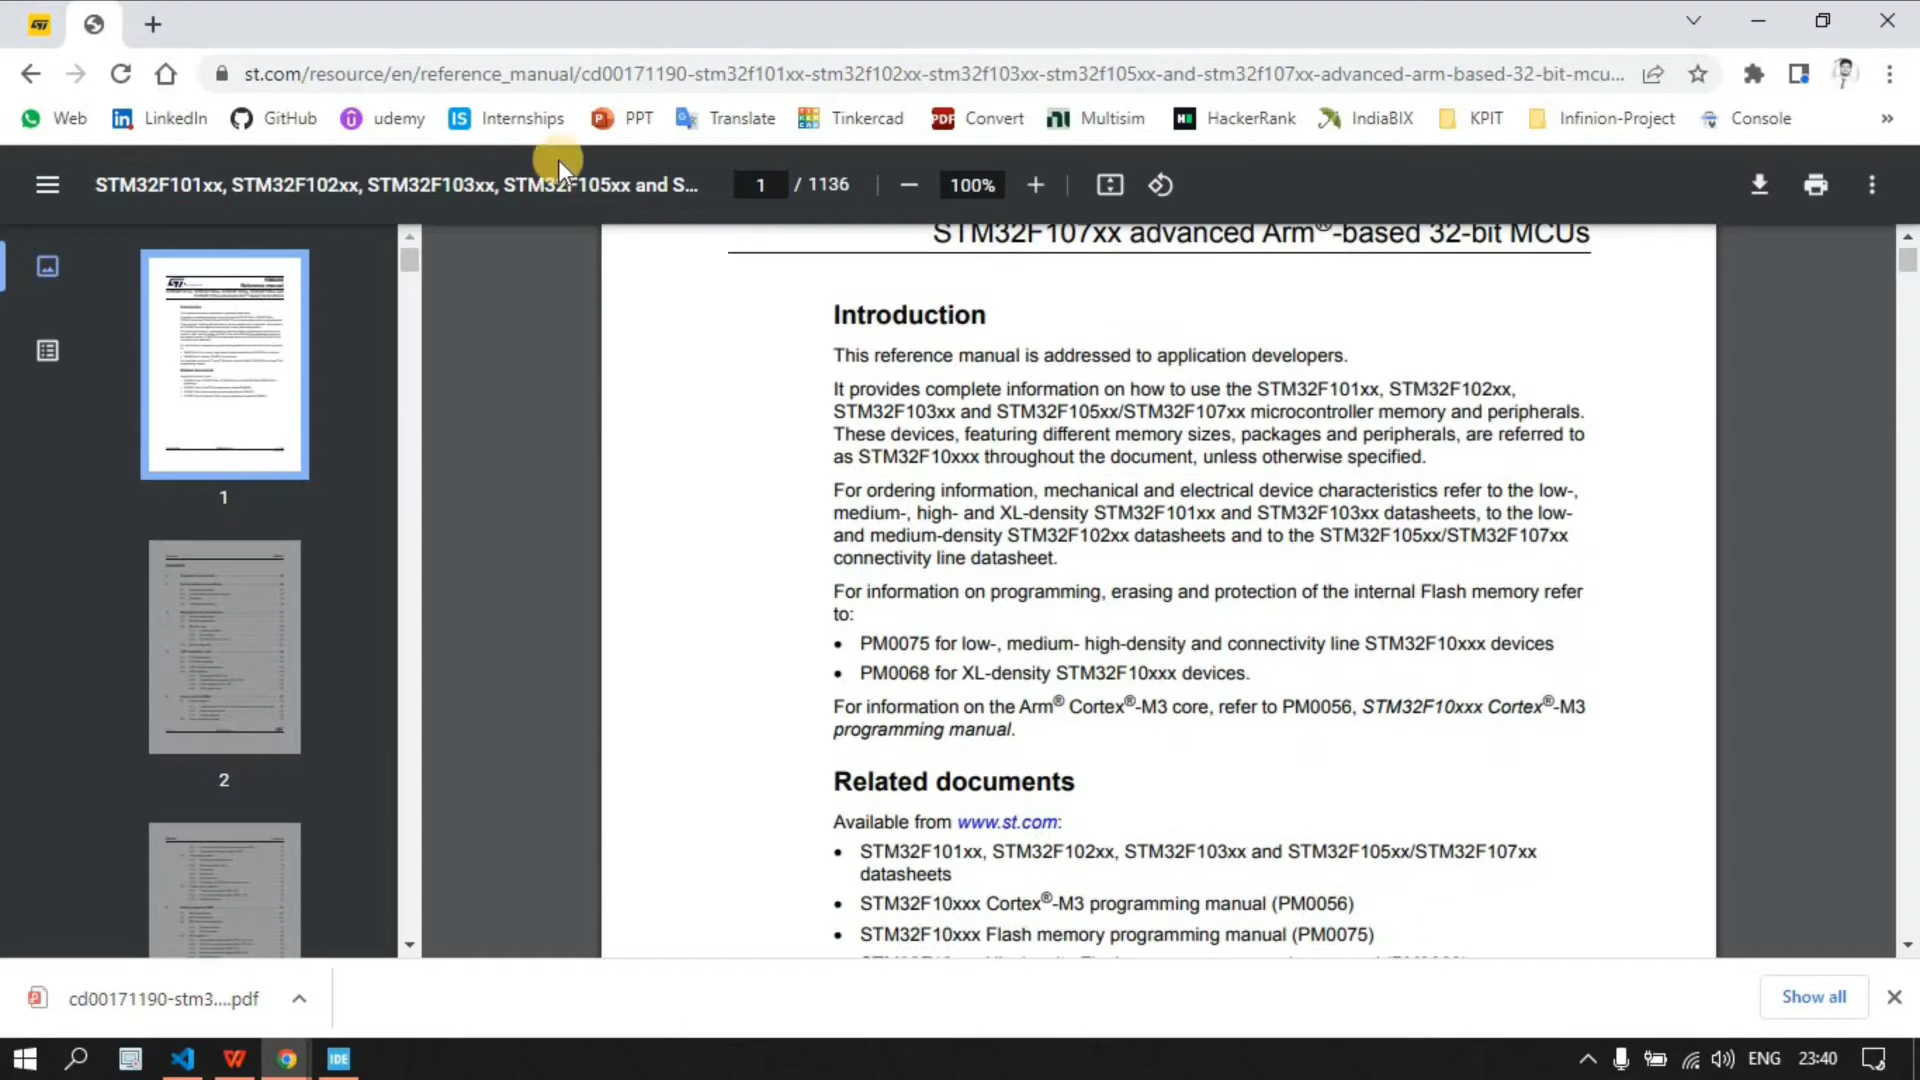 st.com/resource/en/reference_manual/cd00171190-stm32f101xx-stm32f102xx-stm32f103xx-stm32f105xx-and-stm32f107xx-advanced-arm-based-32-bit-mcu...
Web LinkedIn GitHub udemy Internships PPT Translate Tinkercad Convert Multisim HackerRank IndiaBIX KPIT Infinion-Project Console »
STM32F101xx, STM32F102xx, STM32F103xx, STM32F105xx and S... 1 / 1136 100%
STM32F107xx advanced Arm®-based 32-bit MCUs
Introduction
This reference manual is addressed to application developers.
It provides complete information on how to use the STM32F101xx, STM32F102xx,
STM32F103xx and STM32F105xx/STM32F107xx microcontroller memory and peripherals.
These devices, featuring different memory sizes, packages and peripherals, are referred to
as STM32F10xxx throughout the document, unless otherwise specified.
For ordering information, mechanical and electrical device characteristics refer to the low-,
medium-, high- and XL-density STM32F101xx and STM32F103xx datasheets, to the low-
and medium-density STM32F102xx datasheets and to the STM32F105xx/STM32F107xx
connectivity line datasheet.
For information on programming, erasing and protection of the internal Flash memory refer
to:
• PM0075 for low-, medium- high-density and connectivity line STM32F10xxx devices
• PM0068 for XL-density STM32F10xxx devices.
For information on the Arm® Cortex®-M3 core, refer to PM0056, STM32F10xxx Cortex®-M3
programming manual.
Related documents
Available from www.st.com:
• STM32F101xx, STM32F102xx, STM32F103xx and STM32F105xx/STM32F107xx
datasheets
• STM32F10xxx Cortex®-M3 programming manual (PM0056)
• STM32F10xxx Flash memory programming manual (PM0075)
1
2
cd00171190-stm3....pdf
Show all
IDE
ENG 23:40